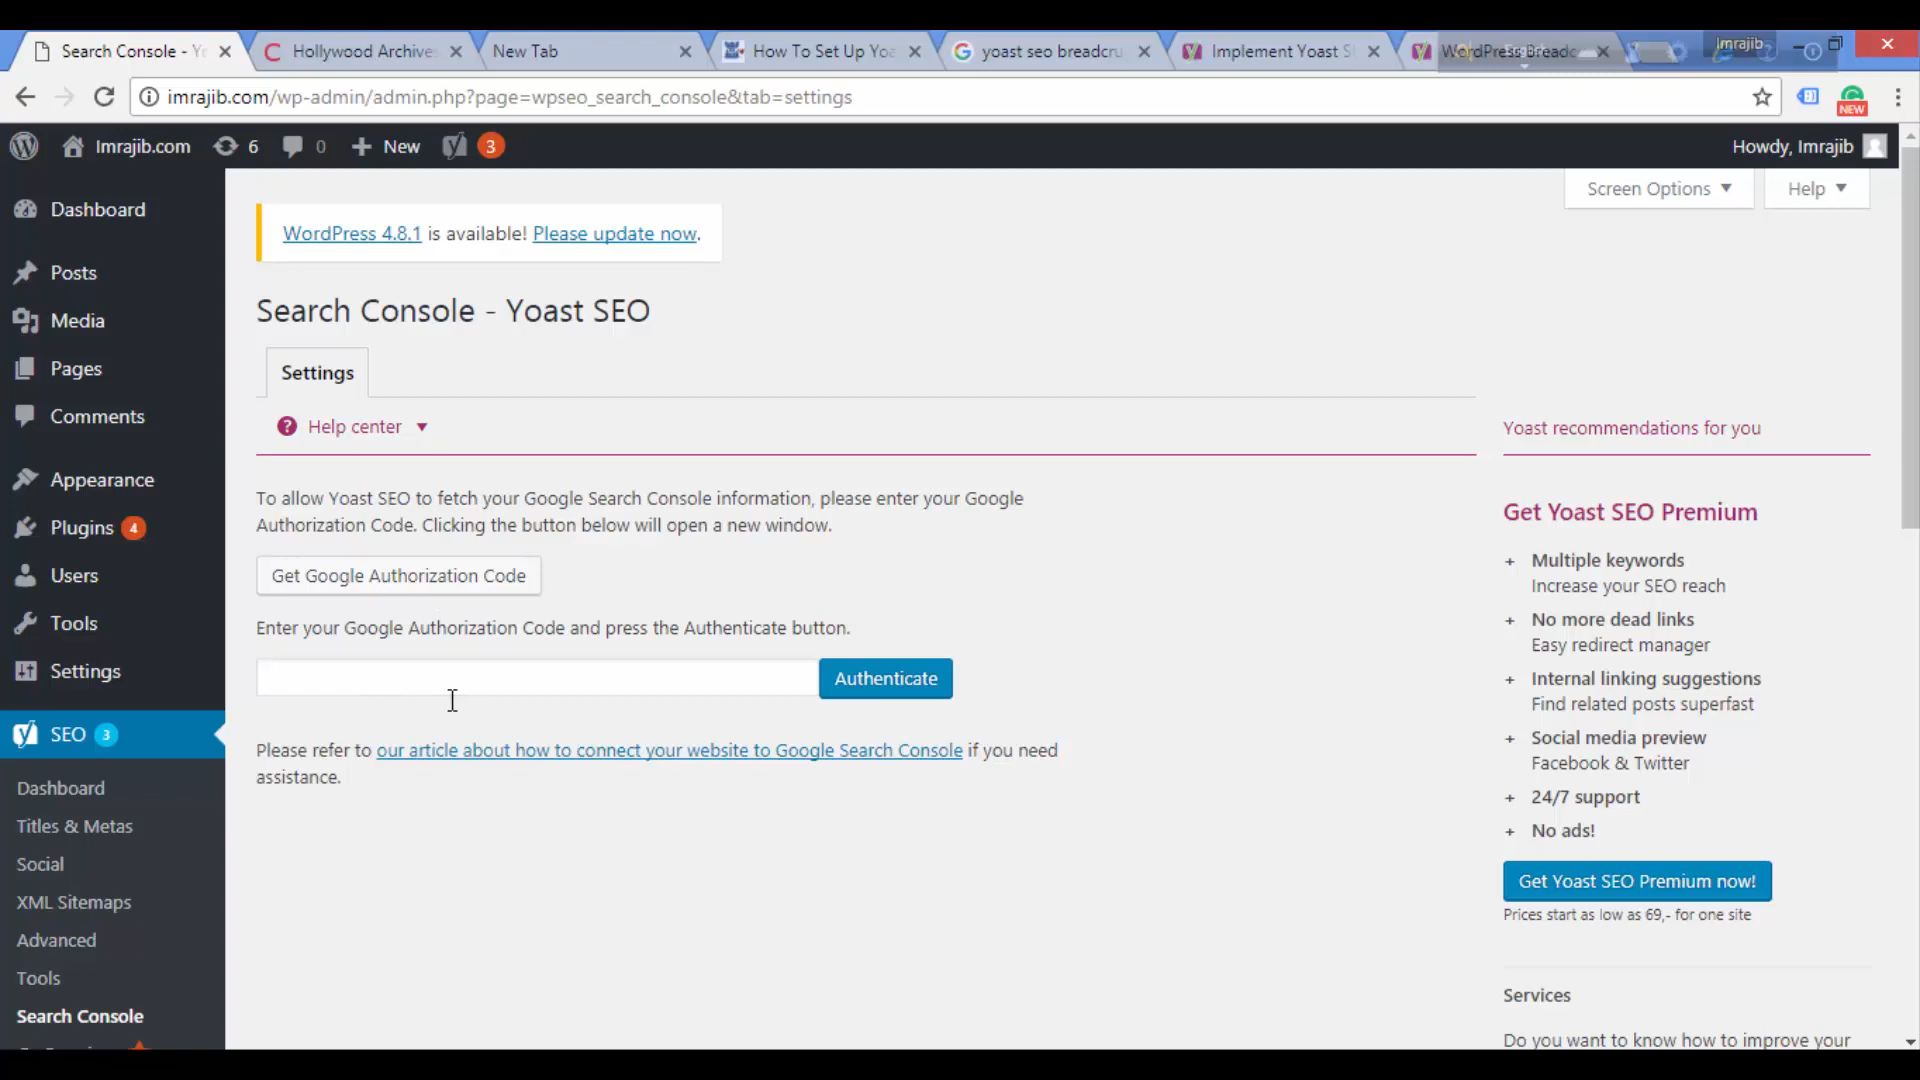 Search Console - Yo
Hollywood Archives
New Tab
How To Set Up Yoa
yoast seo breadcru
Implement Yoast S
WordPress Breadc
Imrajib
imrajib.com/wp-admin/admin.php?page=wpseo_search_console&tab=settings
NEW
Imrajib.com
6
0
New
3
Howdy, Imrajib
Screen Options
Help
Dashboard
Posts
Media
Pages
Comments
Appearance
Plugins 4
Users
Tools
Settings
SEO 3
Dashboard
Titles & Metas
Social
XML Sitemaps
Advanced
Tools
Search Console
WordPress 4.8.1 is available! Please update now.
Search Console - Yoast SEO
Settings
Help center
To allow Yoast SEO to fetch your Google Search Console information, please enter your Google
Authorization Code. Clicking the button below will open a new window.
Get Google Authorization Code
Enter your Google Authorization Code and press the Authenticate button.
Authenticate
Please refer to our article about how to connect your website to Google Search Console if you need
assistance.
Yoast recommendations for you
Get Yoast SEO Premium
+ Multiple keywords
Increase your SEO reach
+ No more dead links
Easy redirect manager
+ Internal linking suggestions
Find related posts superfast
+ Social media preview
Facebook & Twitter
+ 24/7 support
+ No ads!
Get Yoast SEO Premium now!
Prices start as low as 69,- for one site
Services
Do you want to know how to improve your